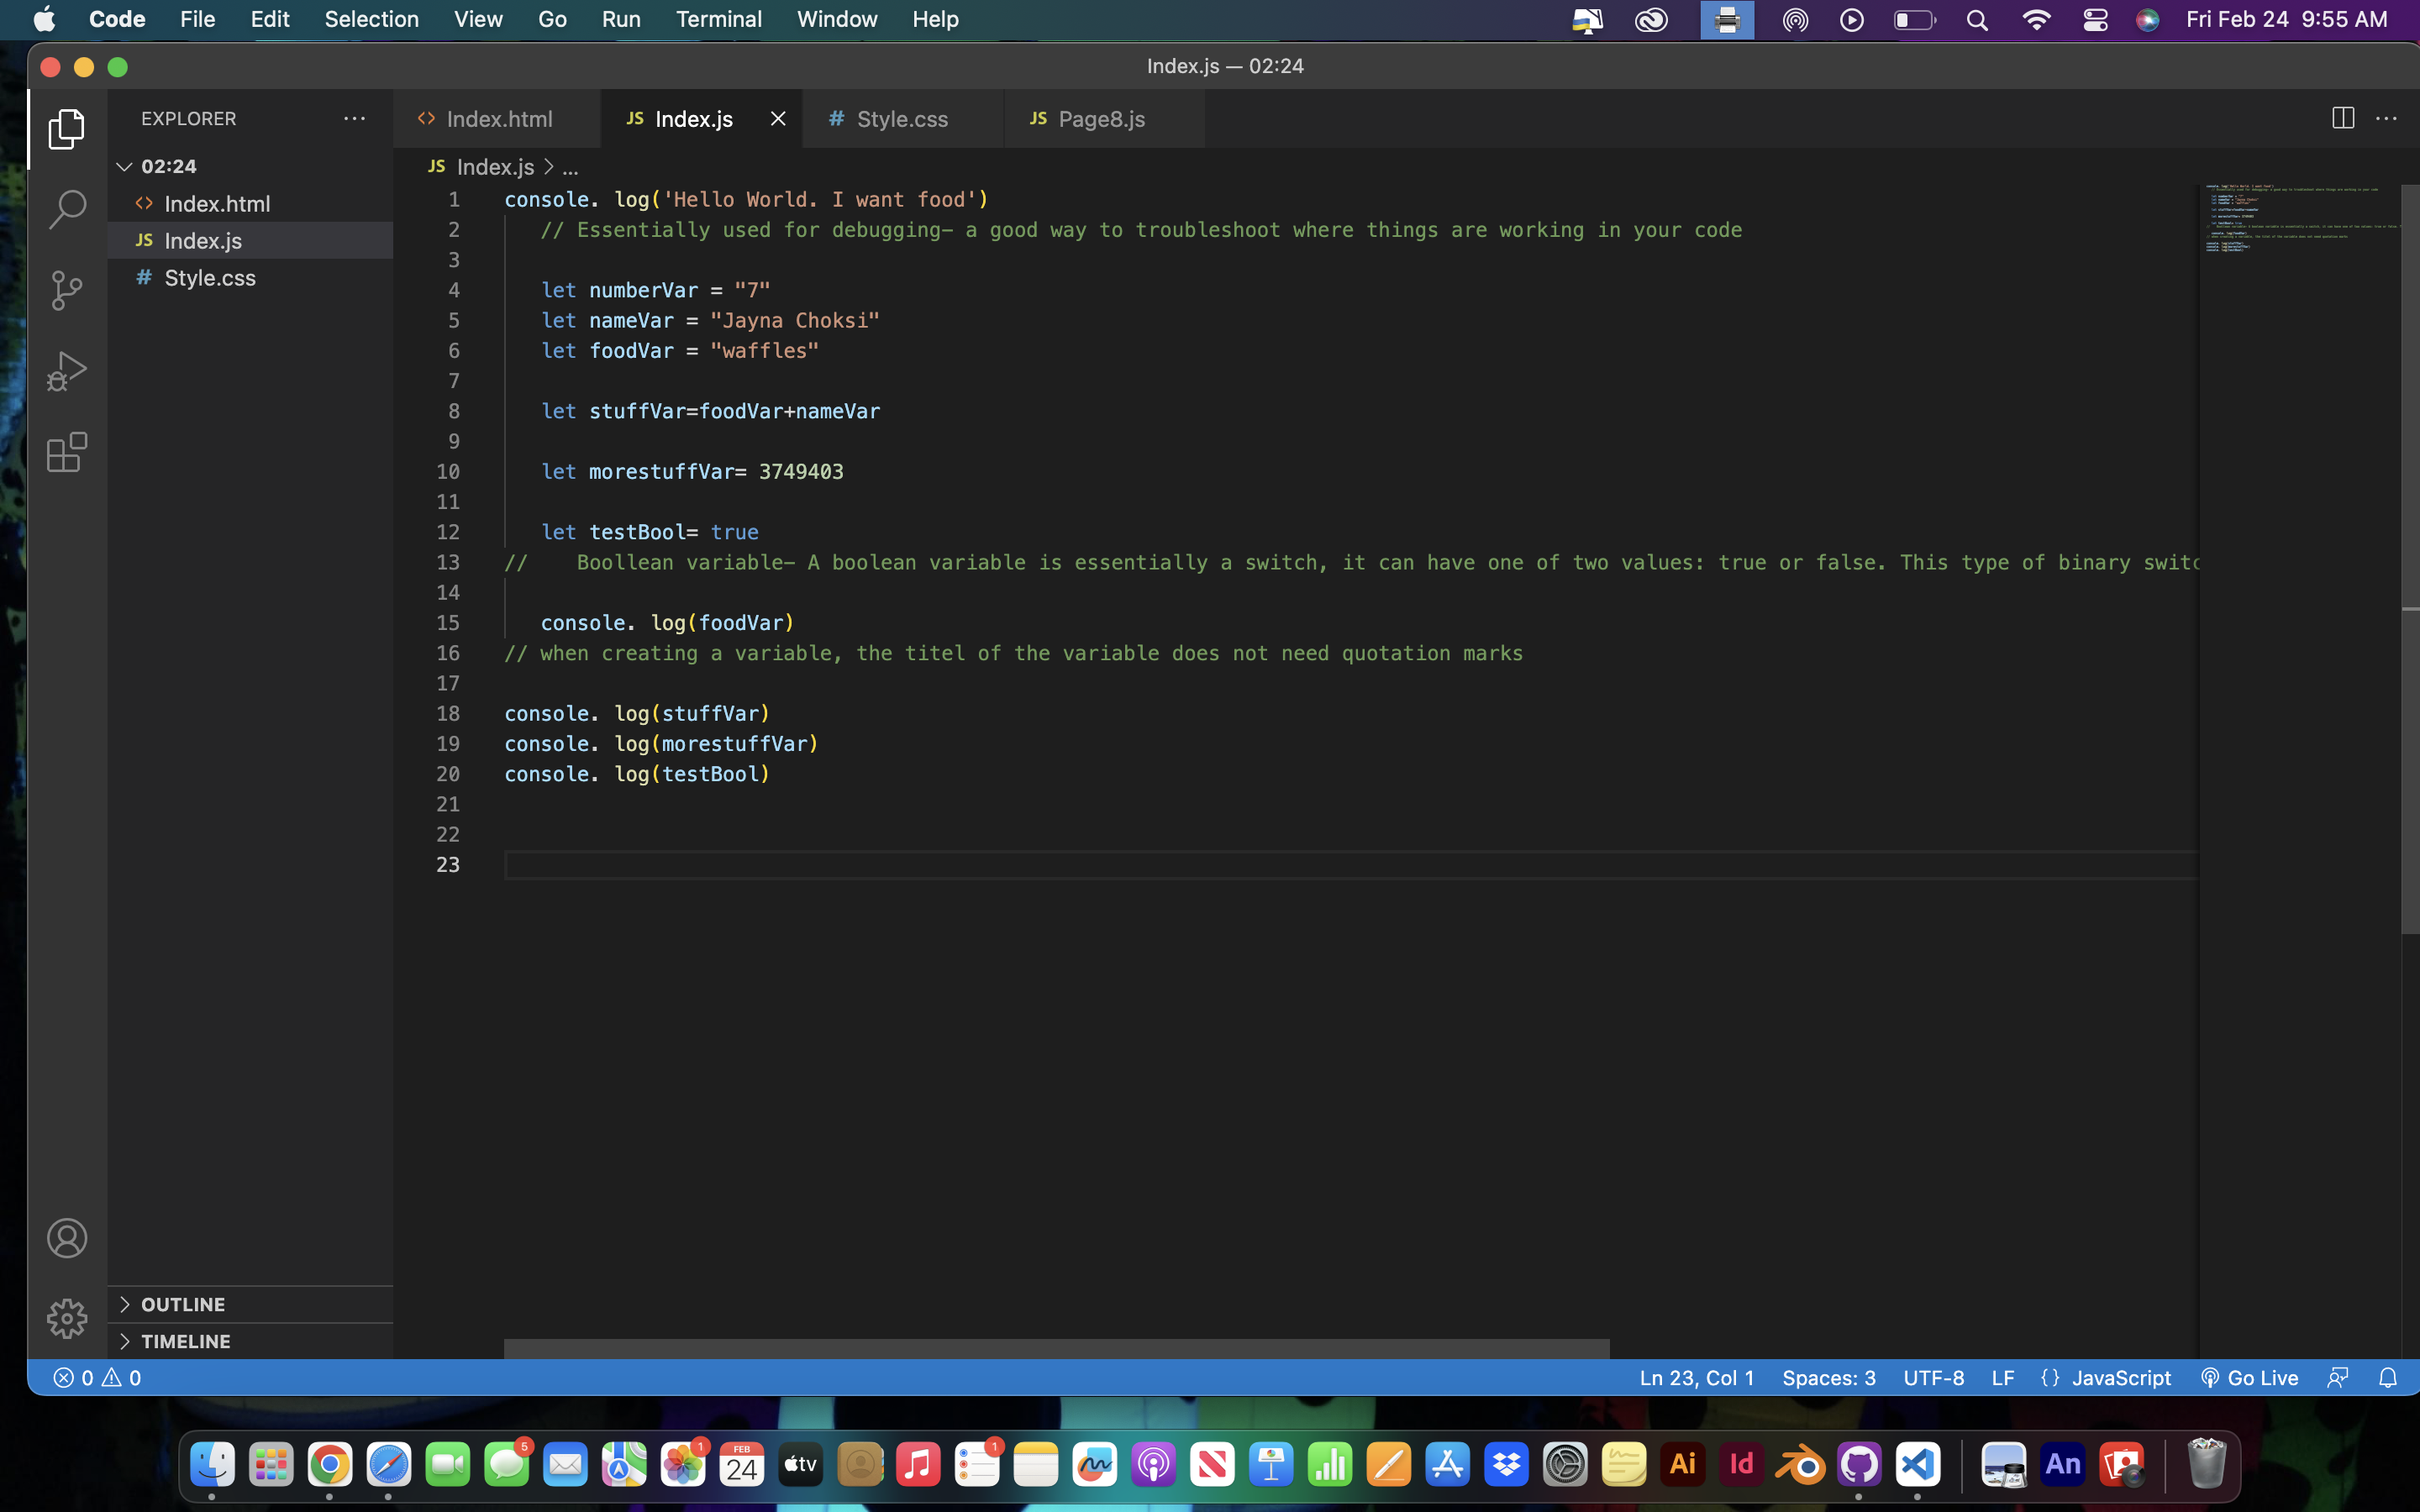 Code File Edit Selection View Go Run Terminal Window Help Fri Feb 24 9:55 AM
Index.js — 02:24
EXPLORER
Index.html
JS Index.js
# Style.css
JS Page8.js
02:24
Index.html
JS Index.js
# Style.css
JS Index.js > ...
1 console. log('Hello World. I want food')
2 // Essentially used for debugging- a good way to troubleshoot where things are working in your code
3
4 let numberVar = "7"
5 let nameVar = "Jayna Choksi"
6 let foodVar = "waffles"
7
8 let stuffVar=foodVar+nameVar
9
10 let morestuffVar= 3749403
11
12 let testBool= true
13 // Boollean variable- A boolean variable is essentially a switch, it can have one of two values: true or false. This type of binary switc
14
15 console. log(foodVar)
16 // when creating a variable, the titel of the variable does not need quotation marks
17
18 console. log(stuffVar)
19 console. log(morestuffVar)
20 console. log(testBool)
21
22
23
OUTLINE
TIMELINE
0 0 Ln 23, Col 1 Spaces: 3 UTF-8 LF {} JavaScript Go Live
5
1
FEB
24
tv
1
Ai
Id
An